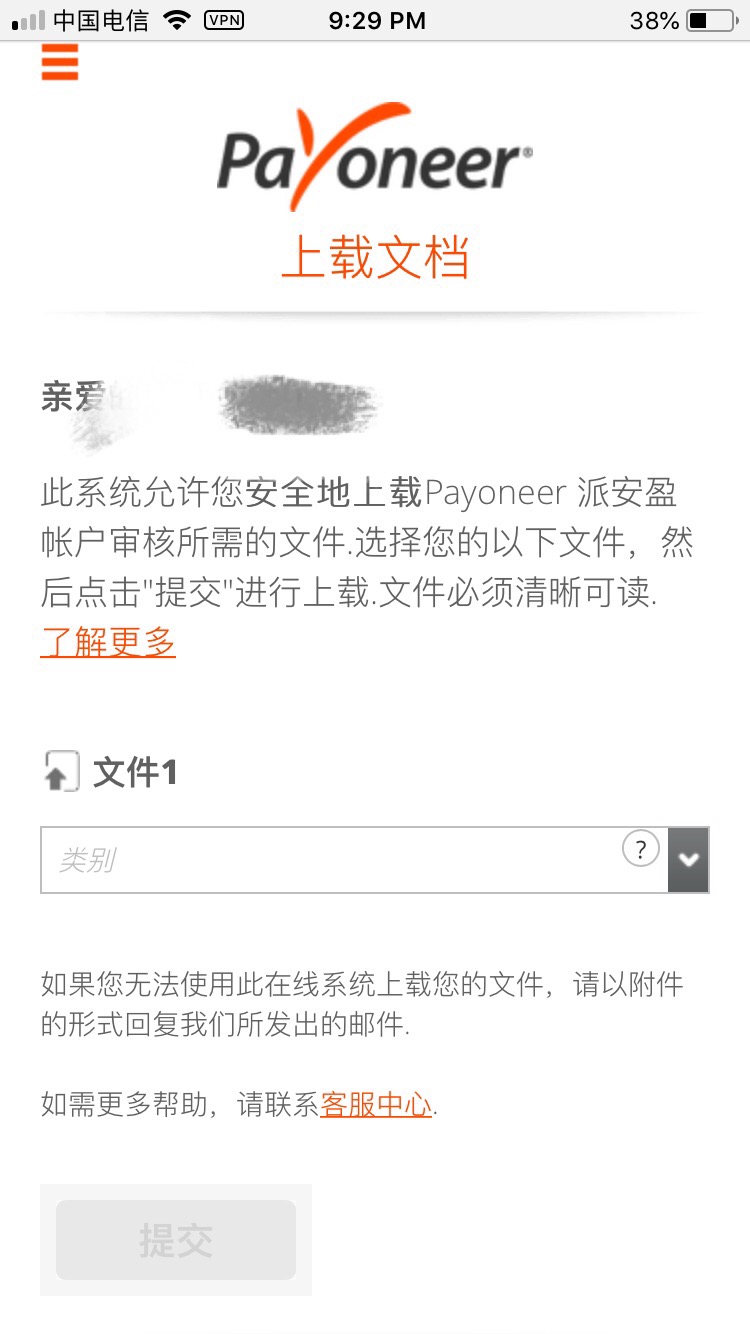 中国电信 VPN 9:29 PM 38%
Payoneer®
上载文档
亲爱
此系统允许您安全地上载Payoneer 派安盈
帐户审核所需的文件.选择您的以下文件，然
后点击"提交"进行上载.文件必须清晰可读.
了解更多
文件1
类别 ?
如果您无法使用此在线系统上载您的文件，请以附件
的形式回复我们所发出的邮件.
如需更多帮助，请联系客服中心.
提交